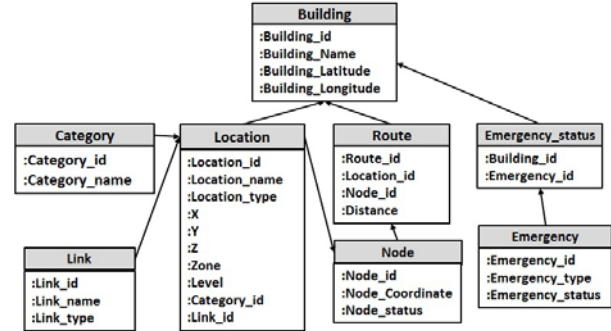 Building
:Building_id
:Building_Name
:Building_Latitude
:Building_Longitude
Category
:Category_id
:Category_name
Location
:Location_id
:Location_name
:Location_type
:X
:Y
:Z
:Zone
:Level
:Category_id
:Link_id
Route
:Route_id
:Location_id
:Node_id
:Distance
Emergency_status
:Building_id
:Emergency_id
Link
:Link_id
:Link_name
:Link_type
Node
:Node_id
:Node_Coordinate
:Node_status
Emergency
:Emergency_id
:Emergency_type
:Emergency_status